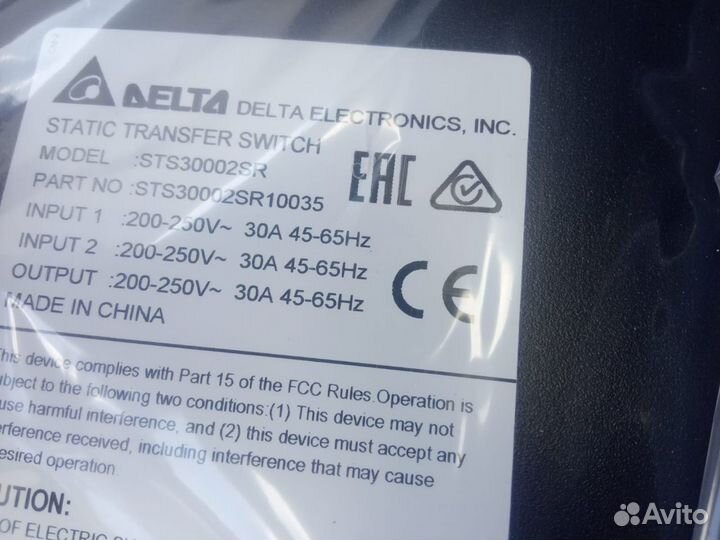 DELTA DELTA ELECTRONICS, INC.
STATIC TRANSFER SWITCH
MODEL :STS30002SR
PART NO :STS30002SR10035
EAC
INPUT 1 :200-250V~ 30A 45-65Hz
INPUT 2 :200-250V~ 30A 45-65Hz
OUTPUT :200-250V~ 30A 45-65Hz
CE
MADE IN CHINA
This device complies with Part 15 of the FCC Rules.Operation is
bject to the following two conditions:(1) This device may not
use harmful interference, and (2) this device must accept any
erference received, including interference that may cause
desired operation.
UTION:
OF ELECTRIC
Avito